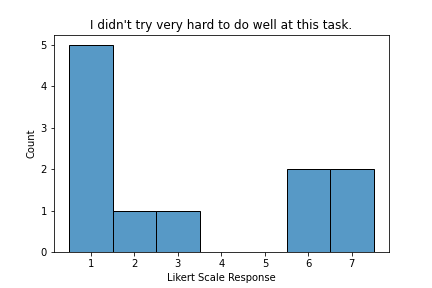 I didn't try very hard to do well at this task.
5
4
3
2
1
0
Count
1 2 3 4 5 6 7
Likert Scale Response